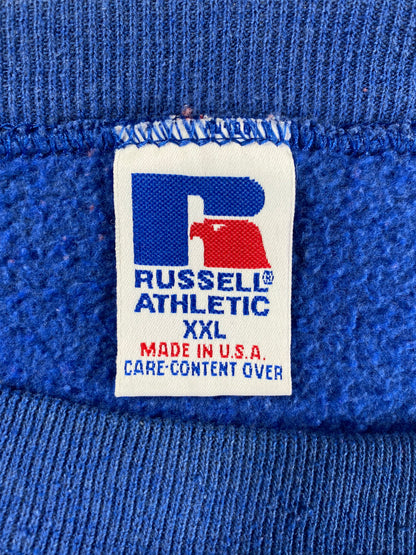 R
RUSSELL®
ATHLETIC
XXL
MADE IN U.S.A.
CARE·CONTENT OVER